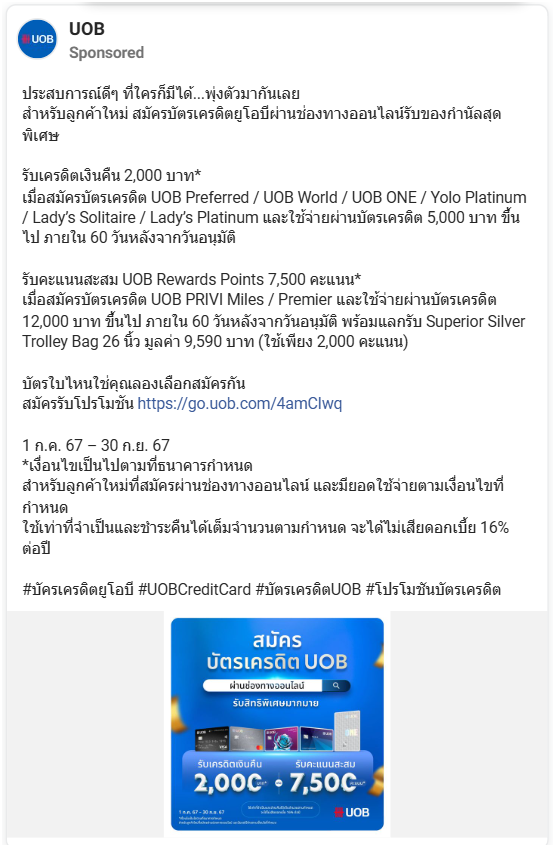 UOB
UOB
Sponsored
ประสบการณ์ดีๆ ที่ใครก็มีได้...พุ่งตัวมากันเลย
สำหรับลูกค้าใหม่ สมัครบัตรเครดิตยูโอบีผ่านช่องทางออนไลน์รับของกำนัลสุด
พิเศษ
รับเครดิตเงินคืน 2,000 บาท*
เมื่อสมัครบัตรเครดิต UOB Preferred / UOB World / UOB ONE / Yolo Platinum
/ Lady’s Solitaire / Lady’s Platinum และใช้จ่ายผ่านบัตรเครดิต 5,000 บาท ขึ้น
ไป ภายใน 60 วันหลังจากวันอนุมัติ
รับคะแนนสะสม UOB Rewards Points 7,500 คะแนน*
เมื่อสมัครบัตรเครดิต UOB PRIVI Miles / Premier และใช้จ่ายผ่านบัตรเครดิต
12,000 บาท ขึ้นไป ภายใน 60 วันหลังจากวันอนุมัติ พร้อมแลกรับ Superior Silver
Trolley Bag 26 นิ้ว มูลค่า 9,590 บาท (ใช้เพียง 2,000 คะแนน)
บัตรใบไหนใช่คุณลองเลือกสมัครกัน
สมัครรับโปรโมชัน https://go.uob.com/4amClwq
1 ก.ค. 67 – 30 ก.ย. 67
*เงื่อนไขเป็นไปตามที่ธนาคารกำหนด
สำหรับลูกค้าใหม่ที่สมัครผ่านช่องทางออนไลน์ และมียอดใช้จ่ายตามเงื่อนไขที่
กำหนด
ใช้เท่าที่จำเป็นและชำระคืนได้เต็มจำนวนตามกำหนด จะได้ไม่เสียดอกเบี้ย 16%
ต่อปี
#บัครเครดิตยูโอบี #UOBCreditCard #บัตรเครดิตUOB #โปรโมชันบัตรเครดิต
สมัคร
บัตรเครดิต UOB
ผ่านช่องทางออนไลน์
รับสิทธิพิเศษมากมาย
รับเครดิตเงินคืน
2,000
รับคะแนนสะสม
7,500
1 ก.ค. 67 – 30 ก.ย. 67
UOB